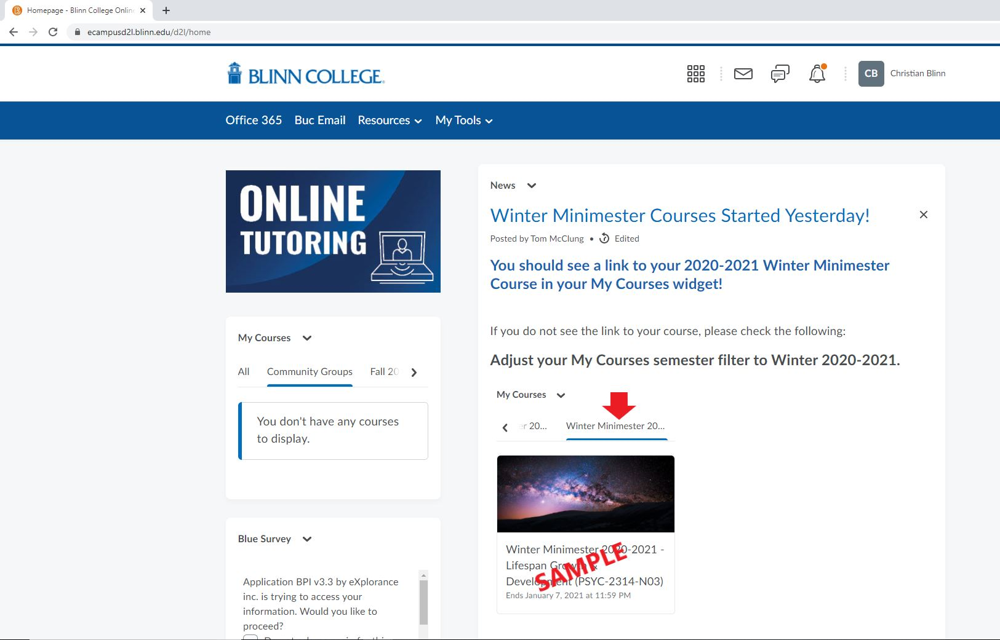 Homepage - Blinn College Online
ecampusd2l.blinn.edu/d2l/home
BLINN COLLEGE®
CB
Christian Blinn
Office 365 Buc Email Resources My Tools
ONLINE
TUTORING
My Courses
All Community Groups Fall 20
You don't have any courses
to display.
Blue Survey
Application BPI v3.3 by eXplorance
inc. is trying to access your
information. Would you like to
proceed?
News
Winter Minimester Courses Started Yesterday!
Posted by Tom McClung • Edited
You should see a link to your 2020-2021 Winter Minimester
Course in your My Courses widget!
If you do not see the link to your course, please check the following:
Adjust your My Courses semester filter to Winter 2020-2021.
My Courses
er 20... Winter Minimester 20...
Winter Minimester 2020-2021 -
Lifespan Growth &
Development (PSYC-2314-N03)
SAMPLE
Ends January 7, 2021 at 11:59 PM